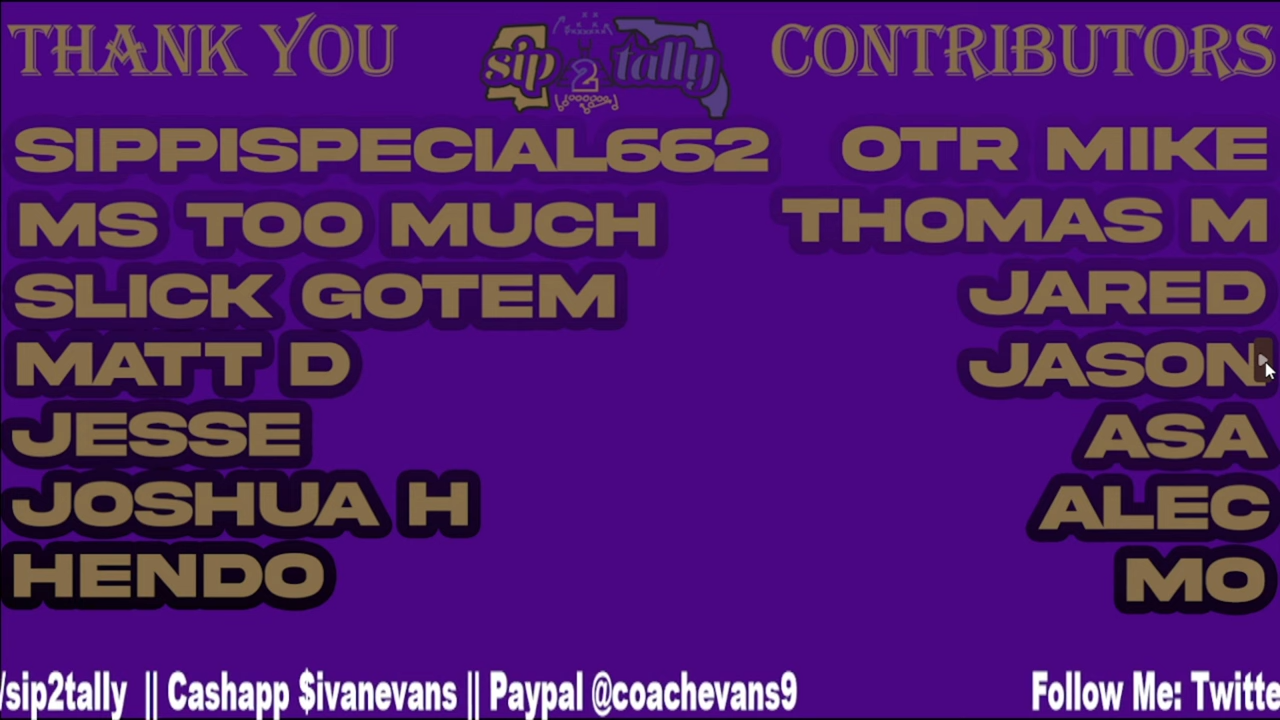 THANK YOU
sip 2 tally
CONTRIBUTORS
SIPPISPECIAL662
MS TOO MUCH
SLICK GOTEM
MATT D
JESSE
JOSHUA H
HENDO
OTR MIKE
THOMAS M
JARED
JASON
ASA
ALEC
MO
/sip2tally || Cashapp $ivanevans || Paypal @coachevans9
Follow Me: Twitte